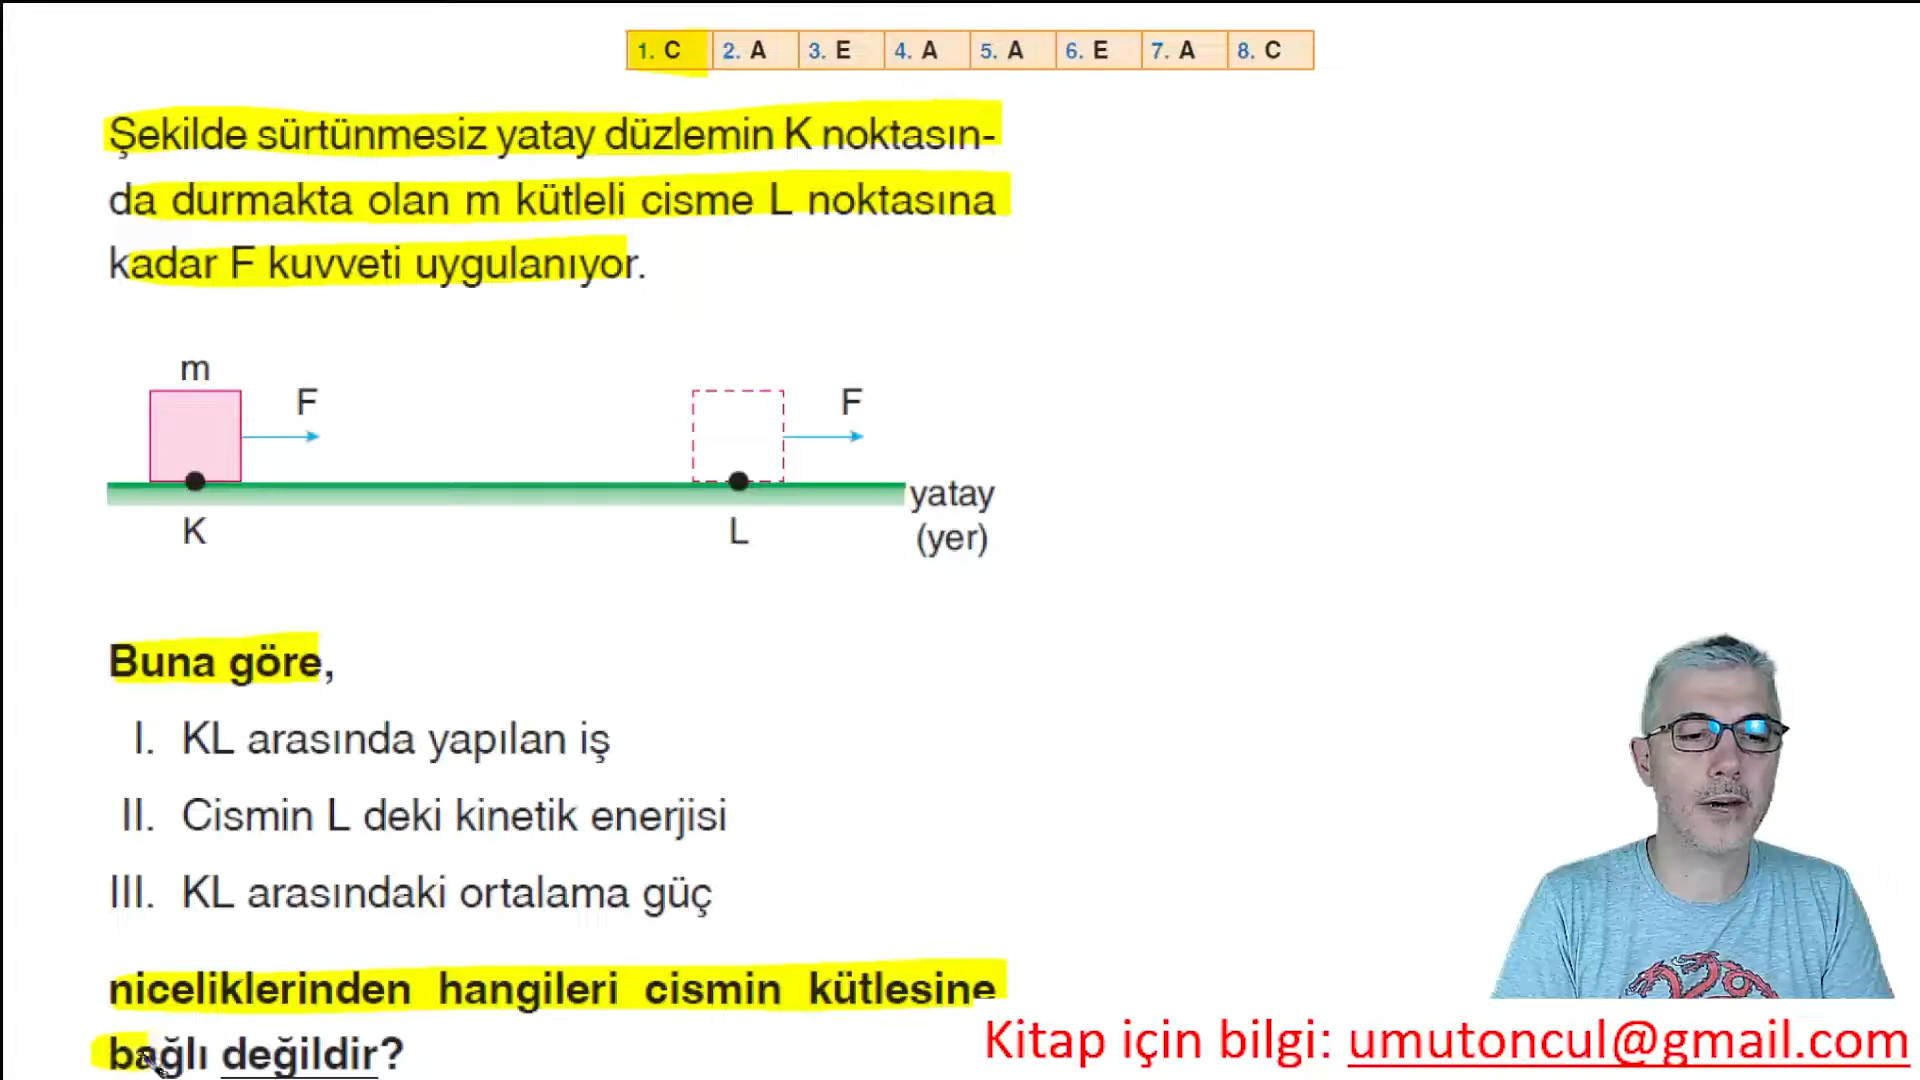 1. C 2. A 3. E 4. A 5. A 6. E 7. A 8. C
Şekilde sürtünmesiz yatay düzlemin K noktasın-
da durmakta olan m kütleli cisme L noktasına
kadar F kuvveti uygulanıyor.
m
F
F
yatay
K
L
(yer)
Buna göre,
I. KL arasında yapılan iş
II. Cismin L deki kinetik enerjisi
III. KL arasındaki ortalama güç
niceliklerinden hangileri cismin kütlesine
bağlı değildir?
Kitap için bilgi: umutoncul@gmail.com